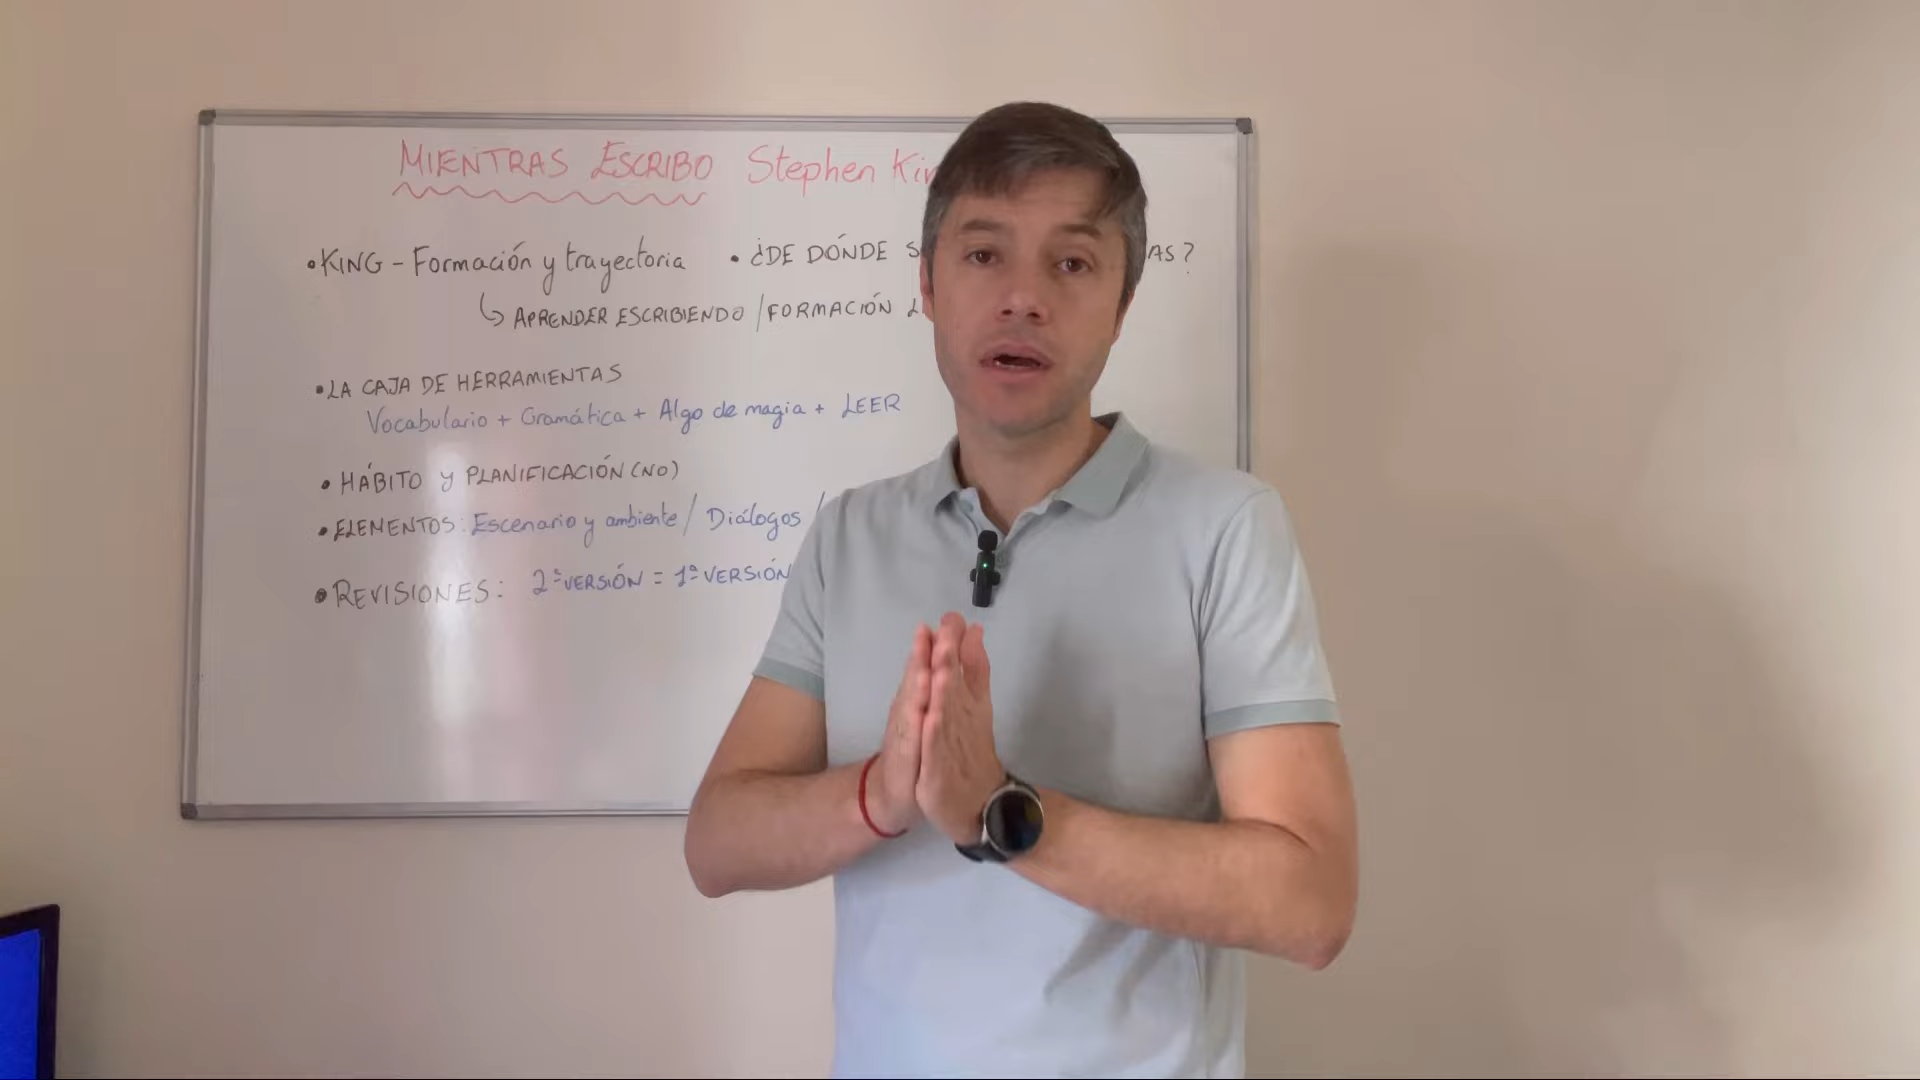 MIENTRAS ESCRIBO Stephen
• KING - Formación y trayectoria • ¿DE DÓNDE AS?
↳ APRENDER ESCRIBIENDO / FORMACIÓN
• LA CAJA DE HERRAMIENTAS
Vocabulario + Gramática + Algo de magia + LEER
• HÁBITO y PLANIFICACIÓN (NO)
• ELEMENTOS: Escenario y ambiente / Diálogos /
• REVISIONES: 2ª VERSIÓN = 1ª VERSIÓN